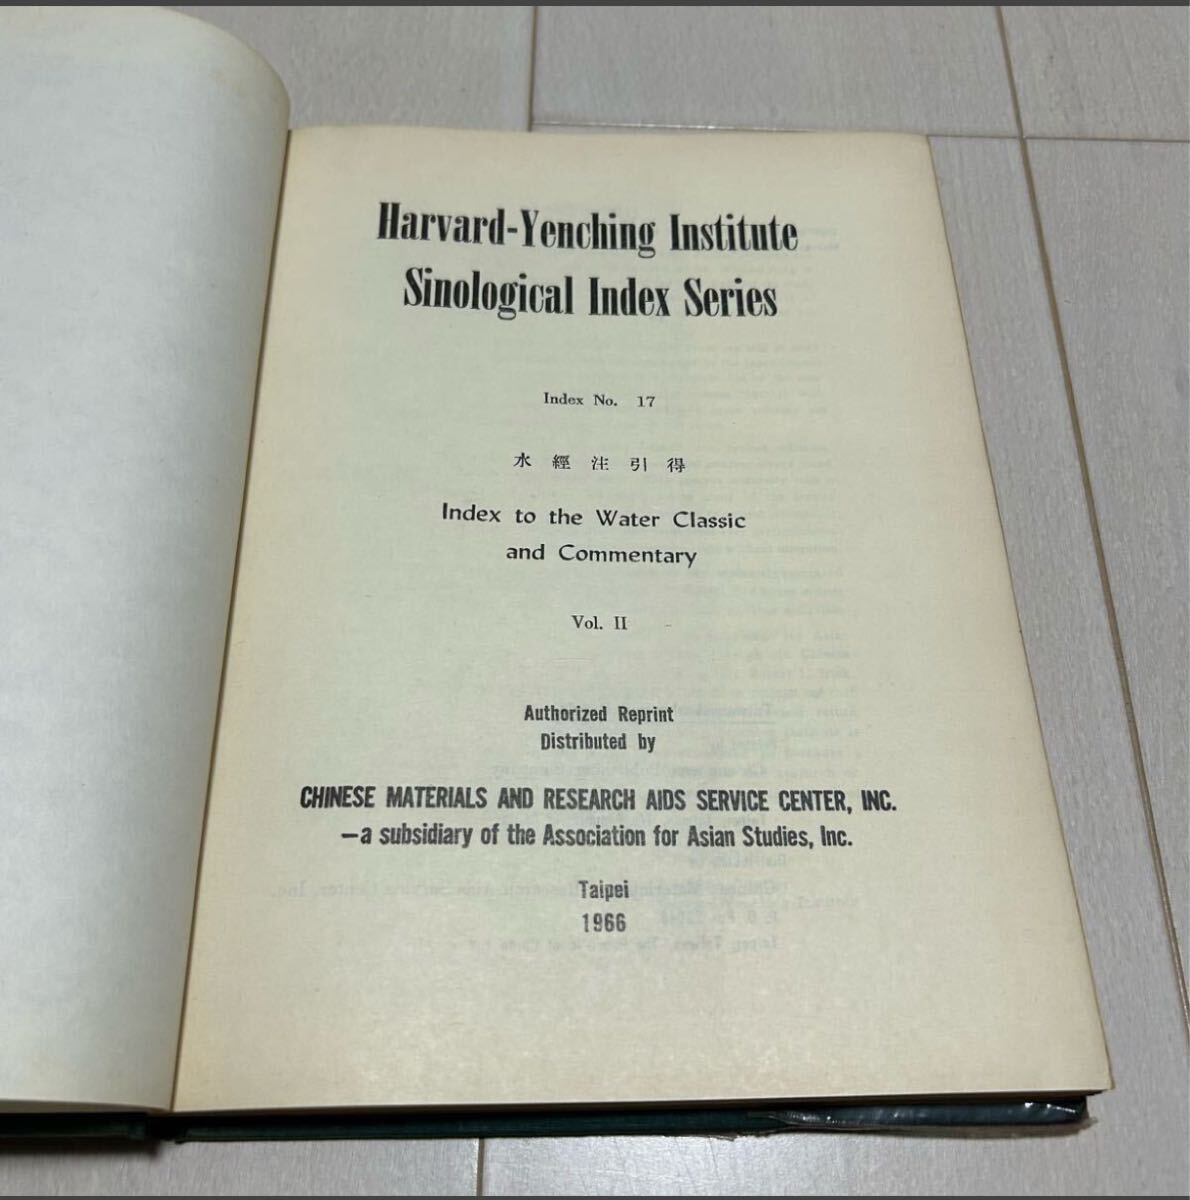 Harvard-Yenching Institute
Sinological Index Series
Index No. 17
水經注引得
Index to the Water Classic
and Commentary
Vol. II
Authorized Reprint
Distributed by
CHINESE MATERIALS AND RESEARCH AIDS SERVICE CENTER, INC.
—a subsidiary of the Association for Asian Studies, Inc.
Taipei
1966